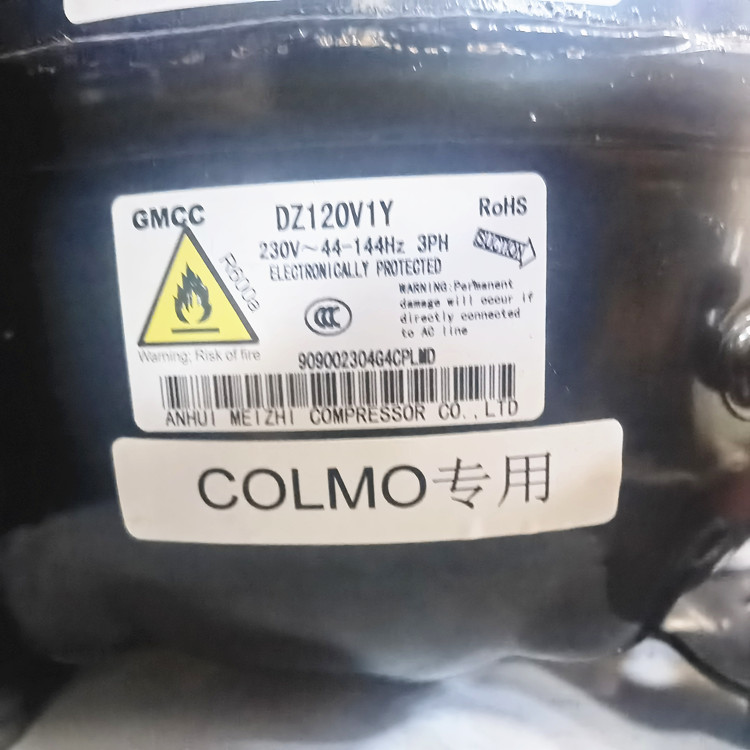 GMCC
DZ120V1Y
RoHS
230V～44-144Hz 3PH
SUCTION
ELECTRONICALLY PROTECTED
R600a
WARNING:Permanent
damage will occur if
directly connected
to AC line
CCC
Warning: Risk of fire
909002304G4CPLMD
ANHUI MEIZHI COMPRESSOR CO.,LTD
COLMO专用